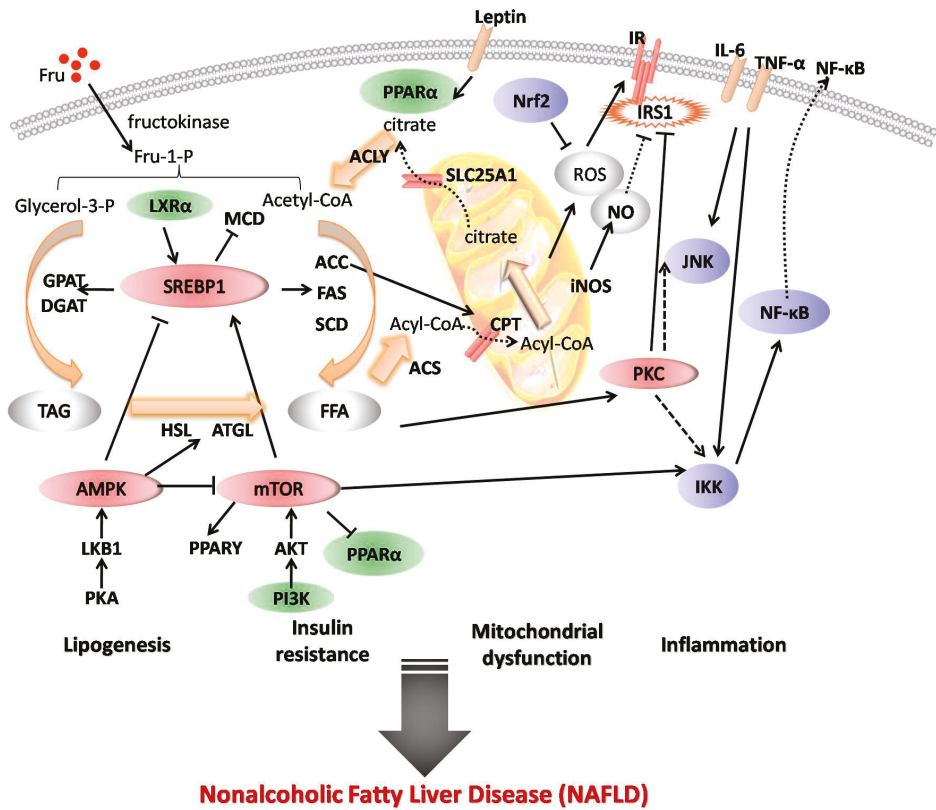 Leptin
IR
IL-6
TNF-α
NF-κB
Fru
PPARα
Nrf2
IRS1
fructokinase
citrate
Fru-1-P
ACLY
SLC25A1
ROS
Glycerol-3-P
LXRα
MCD
Acetyl-CoA
NO
citrate
JNK
GPAT
DGAT
SREBP1
ACC
FAS
SCD
iNOS
NF-κB
Acyl-CoA
CPT
Acyl-CoA
ACS
PKC
TAG
FFA
HSL
ATGL
AMPK
mTOR
IKK
LKB1
PPARY
AKT
PPARα
PKA
PI3K
Lipogenesis
Insulin
resistance
Mitochondrial
dysfunction
Inflammation
Nonalcoholic Fatty Liver Disease (NAFLD)